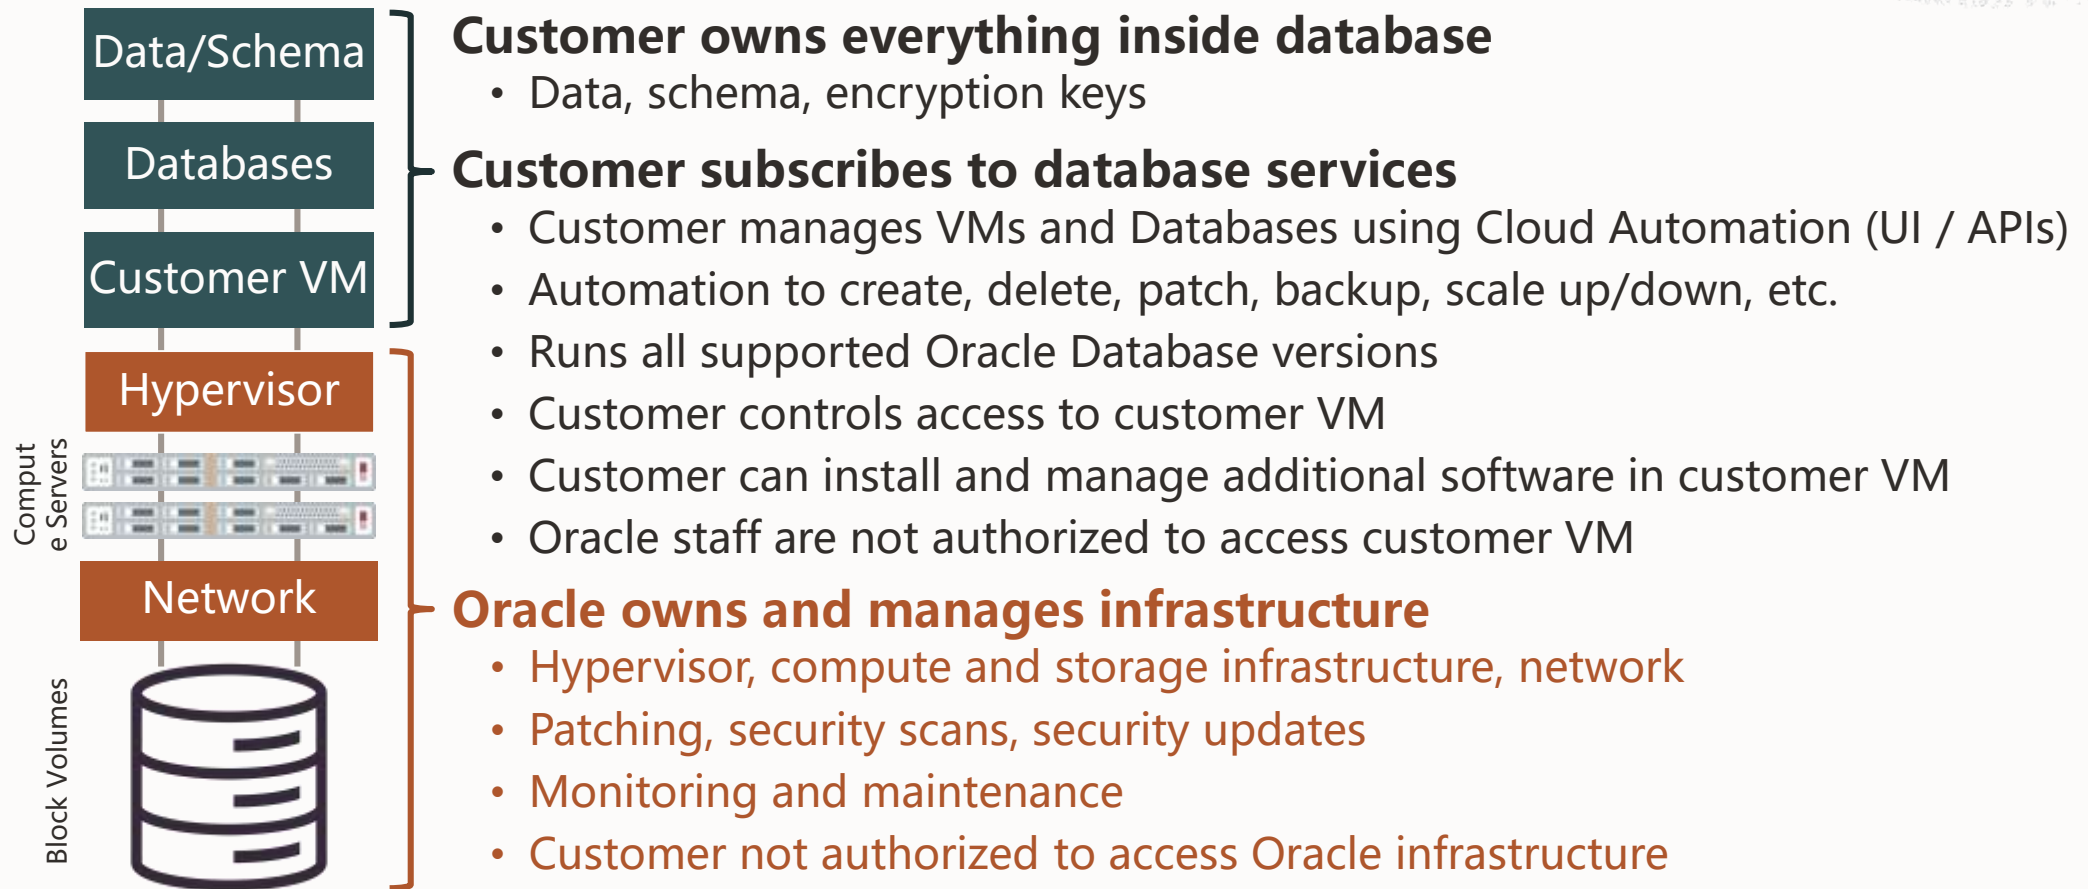 Data/Schema
Databases
Customer VM
Hypervisor
Comput
e Servers
Network
Block Volumes
Customer owns everything inside database
• Data, schema, encryption keys
Customer subscribes to database services
• Customer manages VMs and Databases using Cloud Automation (UI / APIs)
• Automation to create, delete, patch, backup, scale up/down, etc.
• Runs all supported Oracle Database versions
• Customer controls access to customer VM
• Customer can install and manage additional software in customer VM
• Oracle staff are not authorized to access customer VM
Oracle owns and manages infrastructure
• Hypervisor, compute and storage infrastructure, network
• Patching, security scans, security updates
• Monitoring and maintenance
• Customer not authorized to access Oracle infrastructure